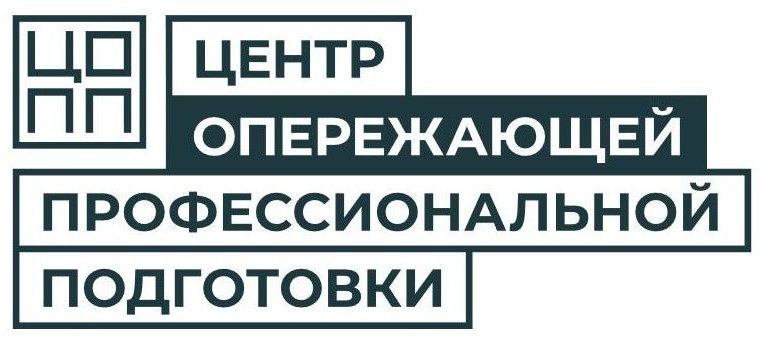 ЦО
ПП
ЦЕНТР
ОПЕРЕЖАЮЩЕЙ
ПРОФЕССИОНАЛЬНОЙ
ПОДГОТОВКИ